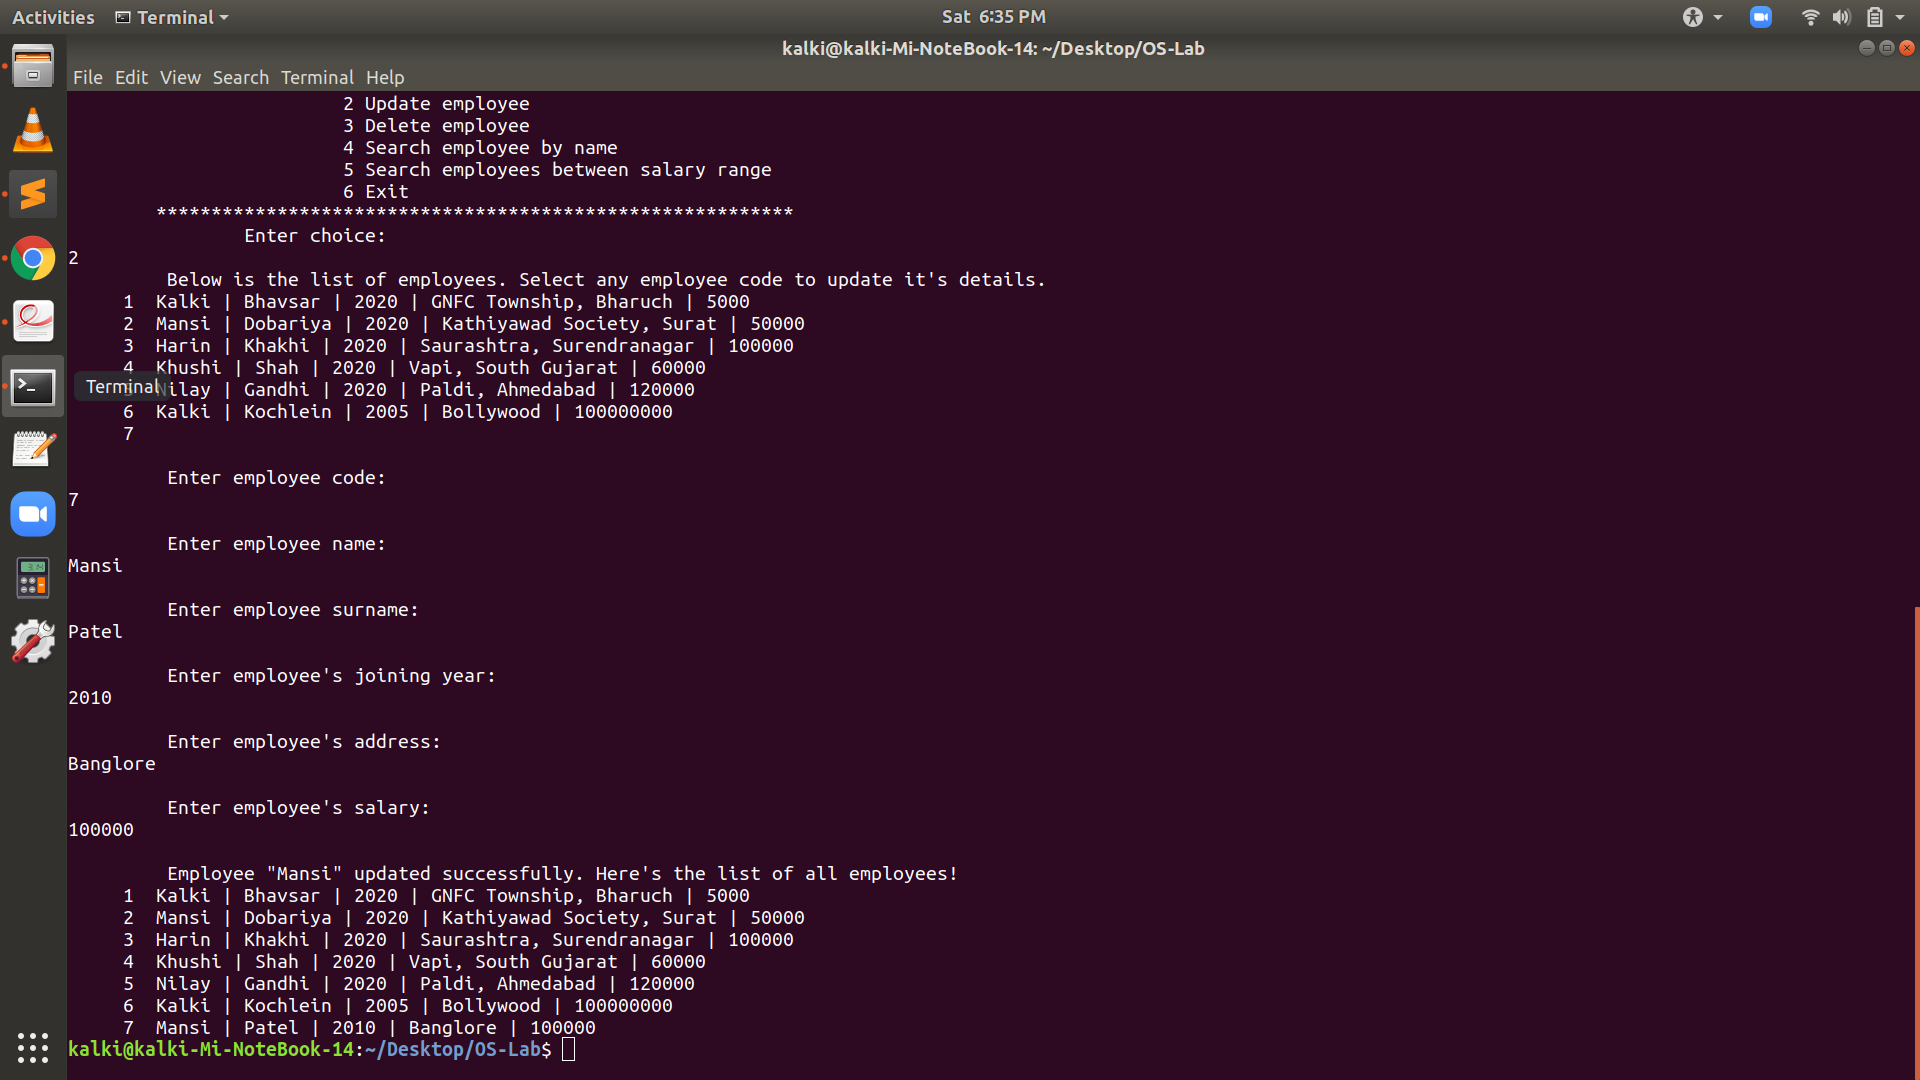 Activities Terminal Sat 6:35 PM
kalki@kalki-Mi-NoteBook-14: ~/Desktop/OS-Lab
File Edit View Search Terminal Help
2 Update employee
3 Delete employee
4 Search employee by name
5 Search employees between salary range
6 Exit
**********************************************************
Enter choice:
2
Below is the list of employees. Select any employee code to update it's details.
1 Kalki | Bhavsar | 2020 | GNFC Township, Bharuch | 5000
2 Mansi | Dobariya | 2020 | Kathiyawad Society, Surat | 50000
3 Harin | Khakhi | 2020 | Saurashtra, Surendranagar | 100000
4 Khushi | Shah | 2020 | Vapi, South Gujarat | 60000
Terminal
5 Nilay | Gandhi | 2020 | Paldi, Ahmedabad | 120000
6 Kalki | Kochlein | 2005 | Bollywood | 100000000
7
Enter employee code:
7
Enter employee name:
Mansi
Enter employee surname:
Patel
Enter employee's joining year:
2010
Enter employee's address:
Banglore
Enter employee's salary:
100000
Employee "Mansi" updated successfully. Here's the list of all employees!
1 Kalki | Bhavsar | 2020 | GNFC Township, Bharuch | 5000
2 Mansi | Dobariya | 2020 | Kathiyawad Society, Surat | 50000
3 Harin | Khakhi | 2020 | Saurashtra, Surendranagar | 100000
4 Khushi | Shah | 2020 | Vapi, South Gujarat | 60000
5 Nilay | Gandhi | 2020 | Paldi, Ahmedabad | 120000
6 Kalki | Kochlein | 2005 | Bollywood | 100000000
7 Mansi | Patel | 2010 | Banglore | 100000
kalki@kalki-Mi-NoteBook-14:~/Desktop/OS-Lab$